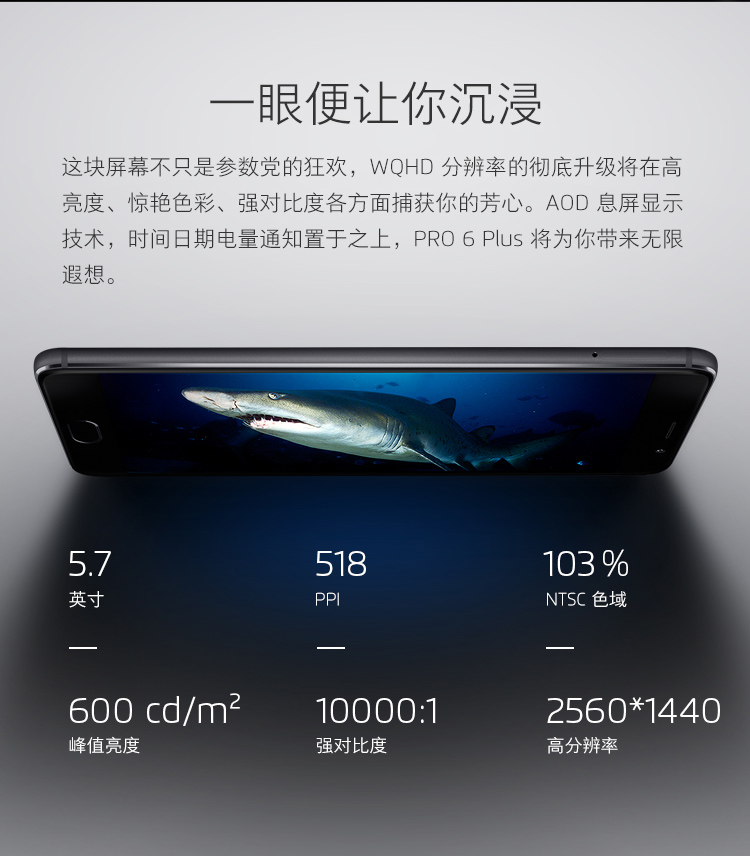 一眼便让你沉浸
这块屏幕不只是参数党的狂欢，WQHD 分辨率的彻底升级将在高
亮度、惊艳色彩、强对比度各方面捕获你的芳心。AOD 息屏显示
技术，时间日期电量通知置于之上，PRO 6 Plus 将为你带来无限
遐想。
5.7 518 103%
英寸 PPI NTSC 色域
600 cd/m² 10000:1 2560*1440
峰值亮度 强对比度 高分辨率